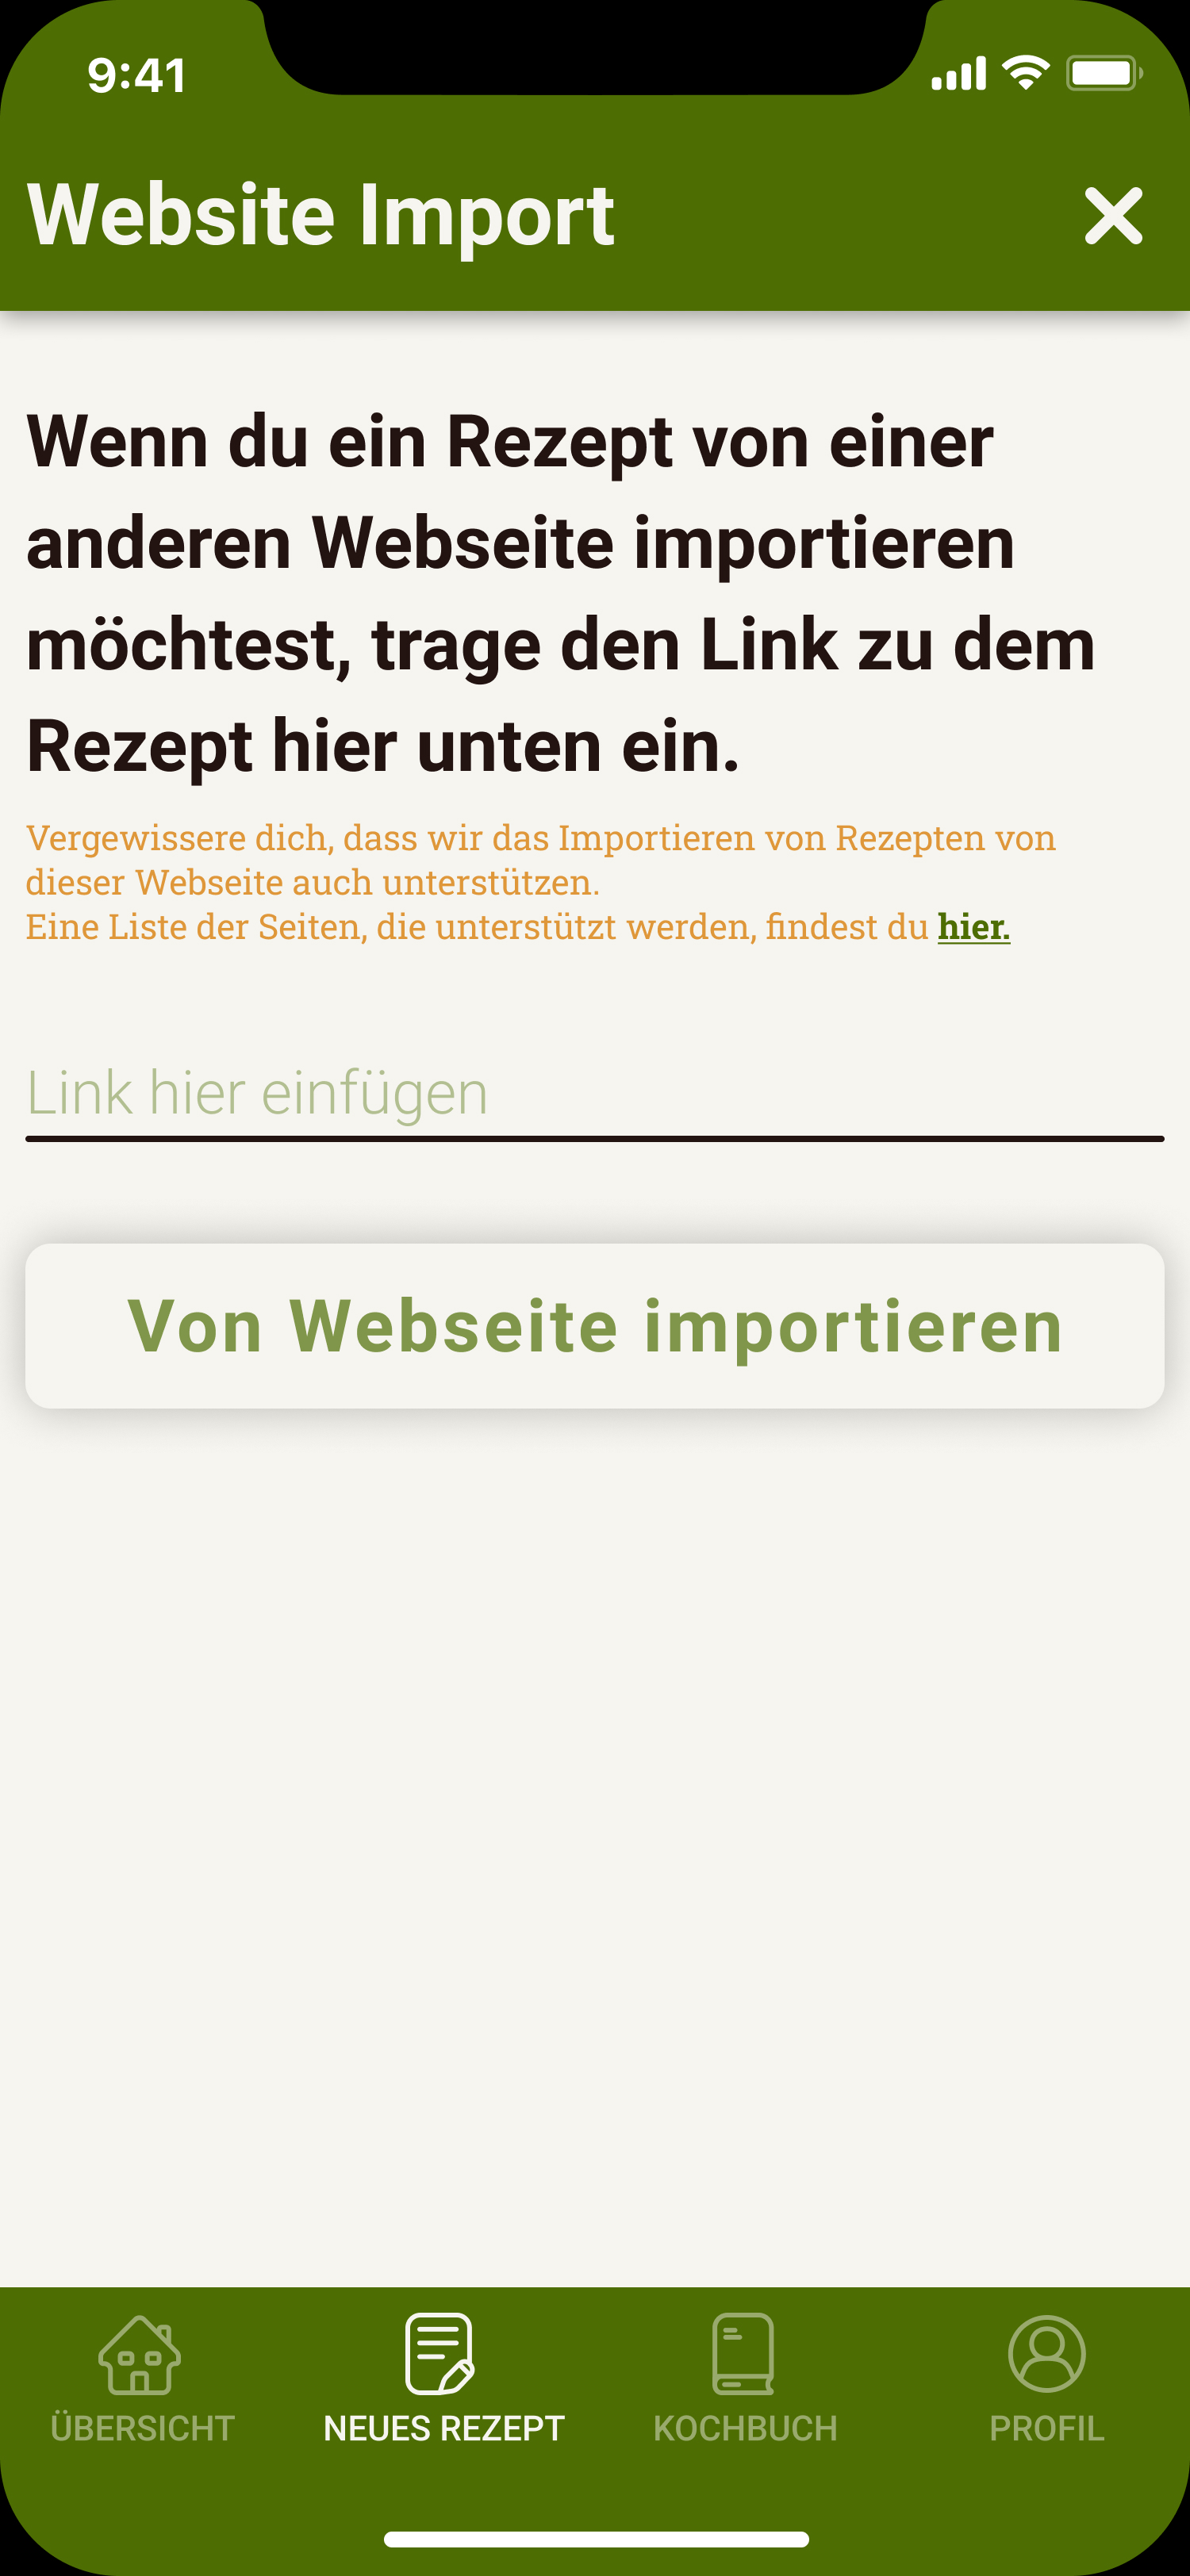 9:41
Website Import
Wenn du ein Rezept von einer
anderen Webseite importieren
möchtest, trage den Link zu dem
Rezept hier unten ein.
Vergewissere dich, dass wir das Importieren von Rezepten von
dieser Webseite auch unterstützen.
Eine Liste der Seiten, die unterstützt werden, findest du hier.
Link hier einfügen
Von Webseite importieren
ÜBERSICHT NEUES REZEPT KOCHBUCH PROFIL